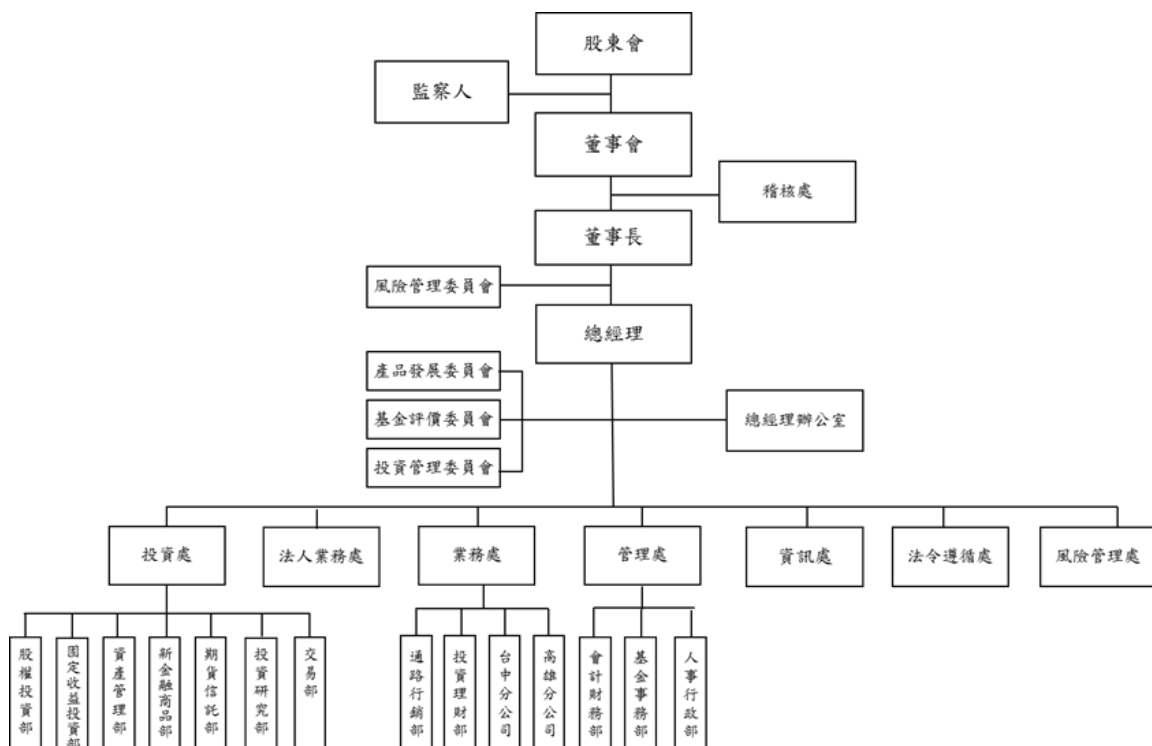 股東會
監察人
董事會
稽核處
董事長
風險管理委員會
總經理
產品發展委員會
基金評價委員會
總經理辦公室
投資管理委員會
投資處
法人業務處
業務處
管理處
資訊處
法令遵循處
風險管理處
股權投資部
固定收益投資部
資產管理部
新金融商品部
期貨信託部
投資研究部
交易部
通路行銷部
投資理財部
台中分公司
高雄分公司
會計財務部
基金事務部
人事行政部